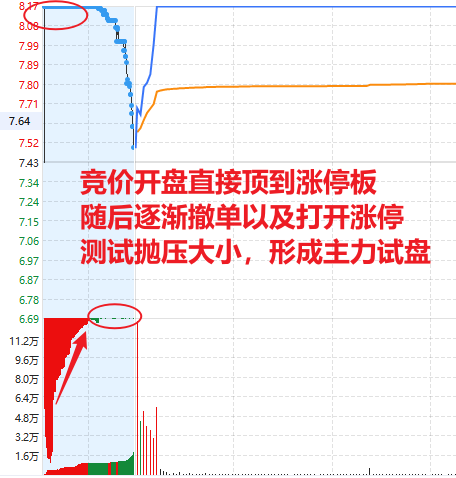 8.17
8.08
7.99
7.89
7.80
7.71
7.64
7.52
7.43
竞价开盘直接顶到涨停板
随后逐渐撤单以及打开涨停
测试抛压大小，形成主力试盘
7.34
7.24
7.15
7.06
6.97
6.87
6.78
6.69
11.2万
9.6万
8.0万
6.4万
4.8万
3.2万
1.6万